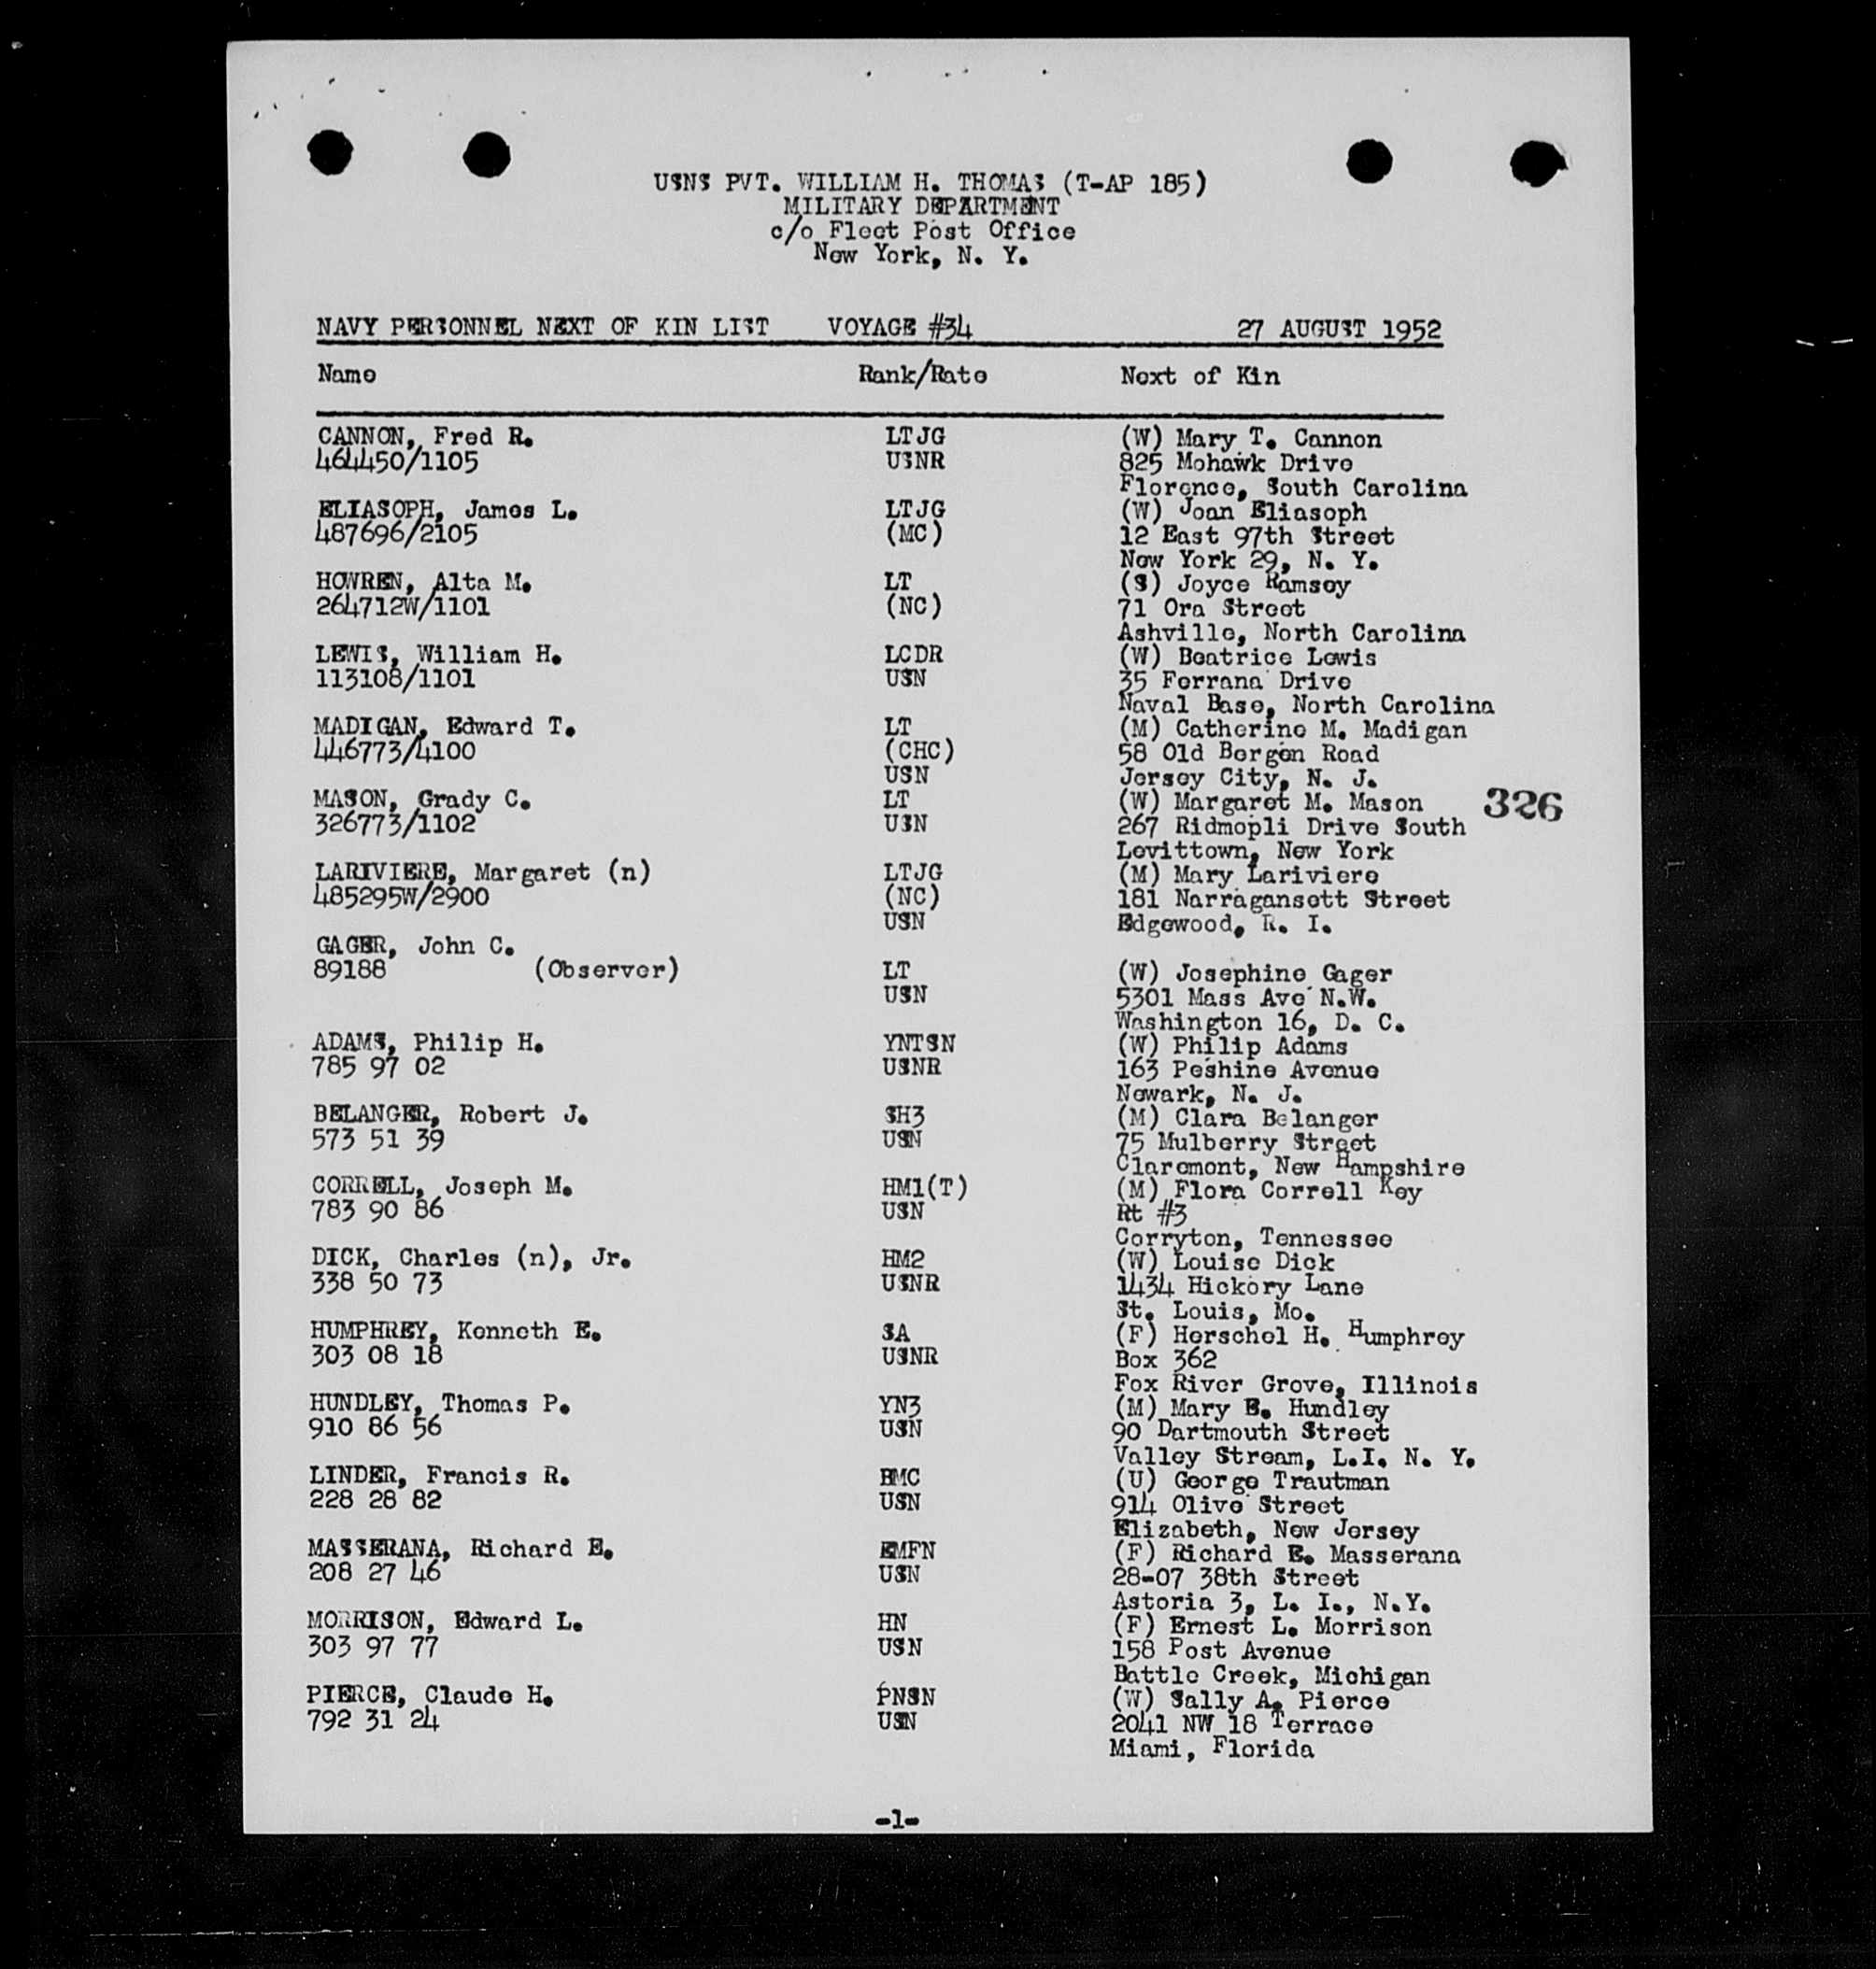 USNS PVT. WILLIAM H. THOMAS (T-AP 185)
MILITARY DEPARTMENT
c/o Fleet Post Office
New York, N. Y.
NAVY PERSONNEL NEXT OF KIN LIST VOYAGE #34 27 AUGUST 1952
Name Rank/Rate Next of Kin
CANNON, Fred R. LTJG (W) Mary T. Cannon
464450/1105 USNR 825 Mohawk Drive
Florence, South Carolina
ELIASOPH, James L. LTJG (W) Joan Eliasoph
487696/2105 (MC) 12 East 97th Street
New York 29, N. Y.
HOWREN, Alta M. LT (S) Joyce Ramsey
264712W/1101 (NC) 71 Ora Street
Ashville, North Carolina
LEWIS, William H. LCDR (W) Beatrice Lewis
113108/1101 USN 35 Ferrana Drive
Naval Base, North Carolina
MADIGAN, Edward T. LT (M) Catherine M. Madigan
446773/4100 (CHC) 58 Old Bergen Road
USN Jersey City, N. J.
MASON, Grady C. LT (W) Margaret M. Mason 326
326773/1102 USN 267 Ridmopli Drive South
Levittown, New York
LARIVIERE, Margaret (n) LTJG (M) Mary Lariviere
485295W/2900 (NC) 181 Narragansett Street
USN Edgewood, R. I.
GAGER, John C.
89188 (Observer) LT (W) Josephine Gager
USN 5301 Mass Ave N.W.
Washington 16, D. C.
ADAMS, Philip H. YNTSN (W) Philip Adams
785 97 02 USNR 163 Peshine Avenue
Newark, N. J.
BELANGER, Robert J. SH3 (M) Clara Belanger
573 51 39 USN 75 Mulberry Street
Claremont, New Hampshire
CORRELL, Joseph M. HM1(T) (M) Flora Correll Key
783 90 86 USN Rt #3
Corryton, Tennessee
DICK, Charles (n), Jr. HM2 (W) Louise Dick
338 50 73 USNR 1434 Hickory Lane
St. Louis, Mo.
HUMPHREY, Kenneth E. SA (F) Herschel H. Humphrey
303 08 18 USNR Box 362
Fox River Grove, Illinois
HUNDLEY, Thomas P. YN3 (M) Mary E. Hundley
910 86 56 USN 90 Dartmouth Street
Valley Stream, L.I. N. Y.
LINDER, Francis R. BMC (U) George Trautman
228 28 82 USN 914 Olive Street
Elizabeth, New Jersey
MASSERANA, Richard E. EMFN (F) Richard E. Masserana
208 27 46 USN 28-07 38th Street
Astoria 3, L. I., N.Y.
MORRISON, Edward L. HN (F) Ernest L. Morrison
303 97 77 USN 158 Post Avenue
Battle Creek, Michigan
PIERCE, Claude H. PNSN (W) Sally A. Pierce
792 31 24 USN 2041 NW 18 Terrace
Miami, Florida
-1-